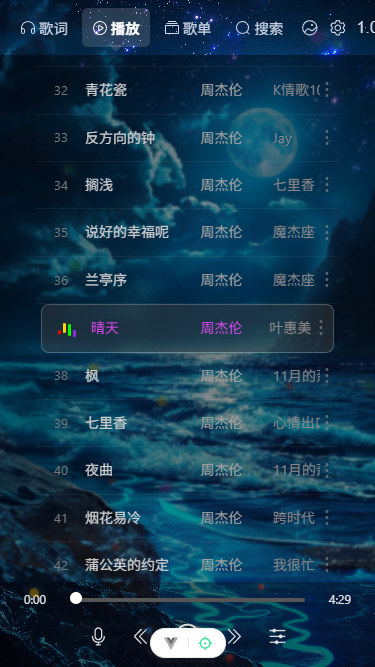 歌词 播放 歌单 搜索 1.0
32 青花瓷 周杰伦 K情歌10
33 反方向的钟 周杰伦 Jay
34 搁浅 周杰伦 七里香
35 说好的幸福呢 周杰伦 魔杰座
36 兰亭序 周杰伦 魔杰座
晴天 周杰伦 叶惠美
38 枫 周杰伦 11月的
39 七里香 周杰伦 心情出
40 夜曲 周杰伦 11月的
41 烟花易冷 周杰伦 跨时代
42 蒲公英的约定 周杰伦 我很忙
0:00 4:29